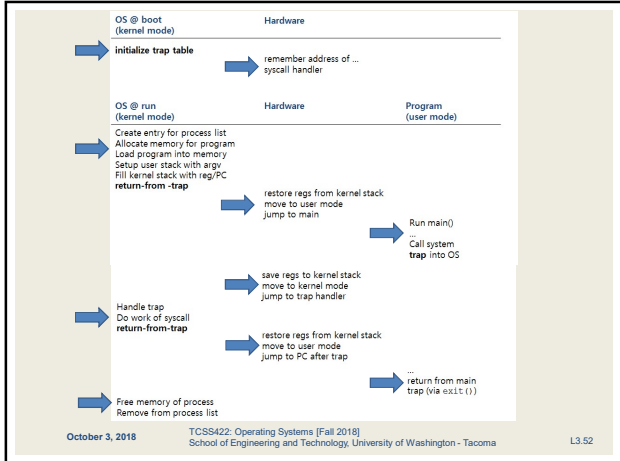 OS @ boot
(kernel mode)
Hardware
initialize trap table
remember address of ...
syscall handler
OS @ run
(kernel mode)
Hardware
Program
(user mode)
Create entry for process list
Allocate memory for program
Load program into memory
Setup user stack with argv
Fill kernel stack with reg/PC
return-from -trap
restore regs from kernel stack
move to user mode
jump to main
Run main()
...
Call system
trap into OS
save regs to kernel stack
move to kernel mode
jump to trap handler
Handle trap
Do work of syscall
return-from-trap
restore regs from kernel stack
move to user mode
jump to PC after trap
...
return from main
trap (via exit())
Free memory of process
Remove from process list
October 3, 2018
TCSS422: Operating Systems [Fall 2018]
School of Engineering and Technology, University of Washington - Tacoma
L3.52